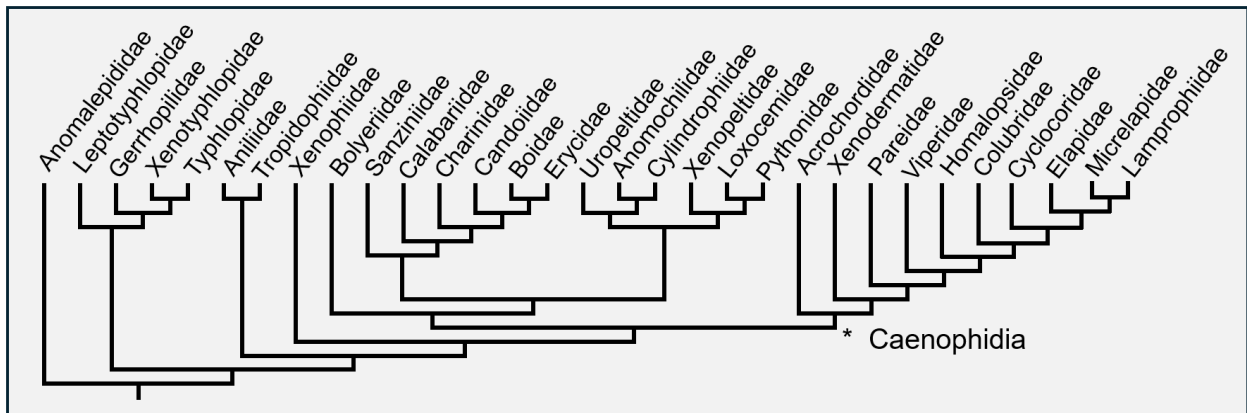 Anomalepididae
Leptotyphlopidae
Gerrhopilidae
Xenotyphlopidae
Typhlopidae
Aniliidae
Tropidophiidae
Xenophiidae
Bolyeriidae
Sanziniidae
Calabariidae
Charinidae
Candoiidae
Boidae
Erycidae
Uropeltidae
Anomochilidae
Cylindrophiidae
Xenopeltidae
Loxocemidae
Pythonidae
Acrochordidae
Xenodermatidae
Pareidae
Viperidae
Homalopsidae
Colubridae
Cyclocoridae
Elapidae
Micrelapidae
Lamprophiidae
* Caenophidia